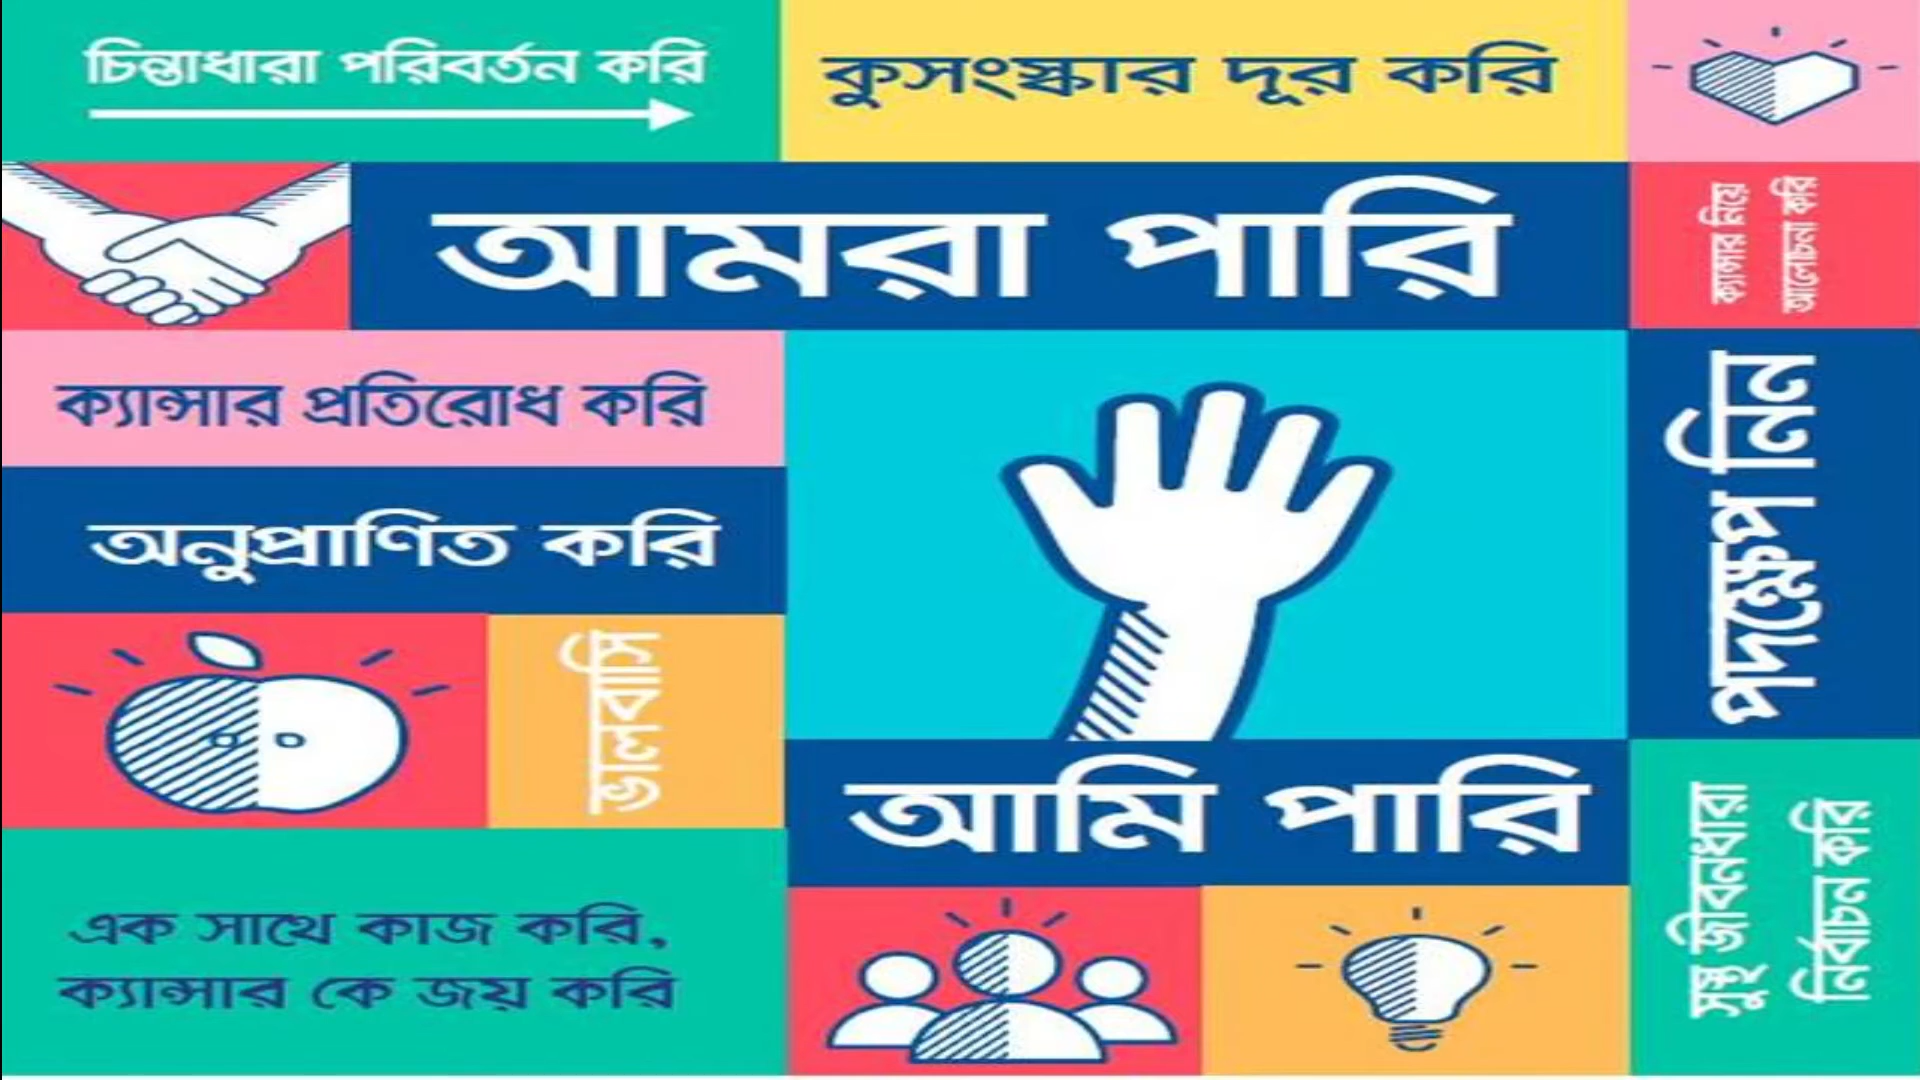 চিন্তাধারা পরিবর্তন করি
কুসংস্কার দূর করি
আমরা পারি
ক্যান্সার নিয়ে
আলোচনা করি
ক্যান্সার প্রতিরোধ করি
পদক্ষেপ নিন
অনুপ্রাণিত করি
ভালবাসি
আমি পারি
সুস্থ জীবনধারা
নির্বাচন করি
এক সাথে কাজ করি,
ক্যান্সার কে জয় করি